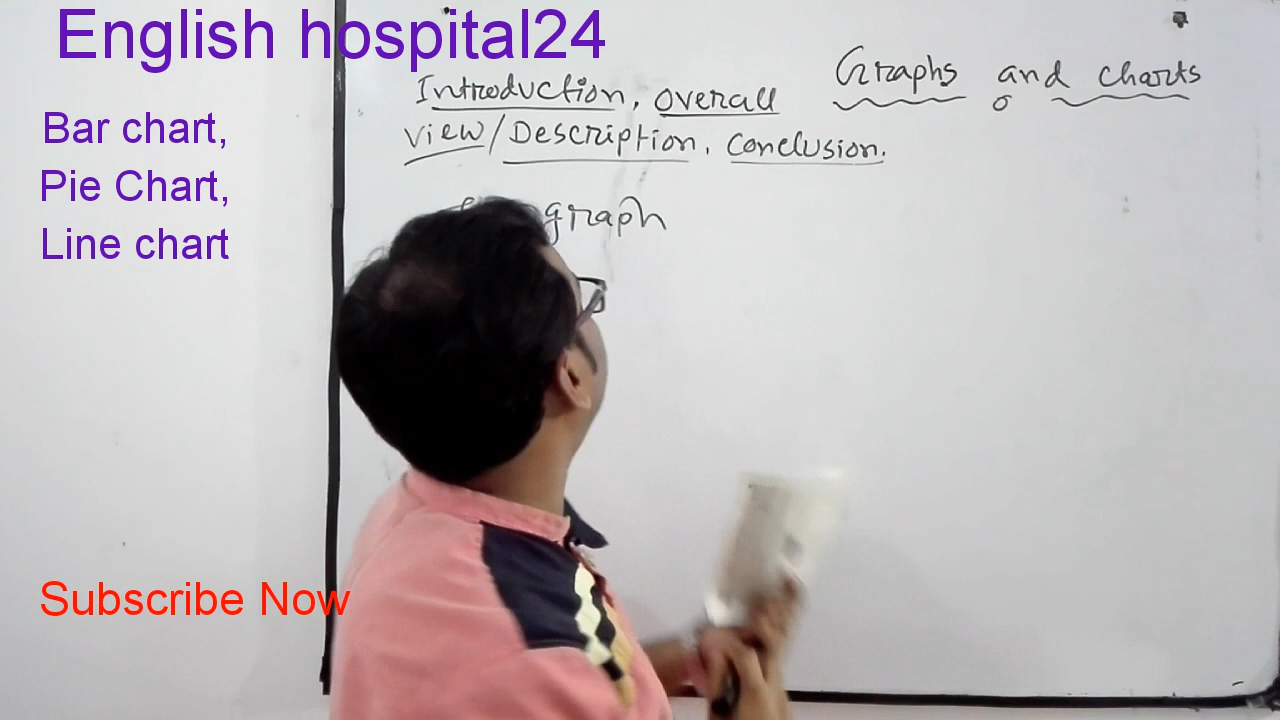 English hospital24
Bar chart,
Pie Chart,
Line chart
Subscribe Now
Graphs and charts
Introduction, overall
view/Description, conclusion.
graph